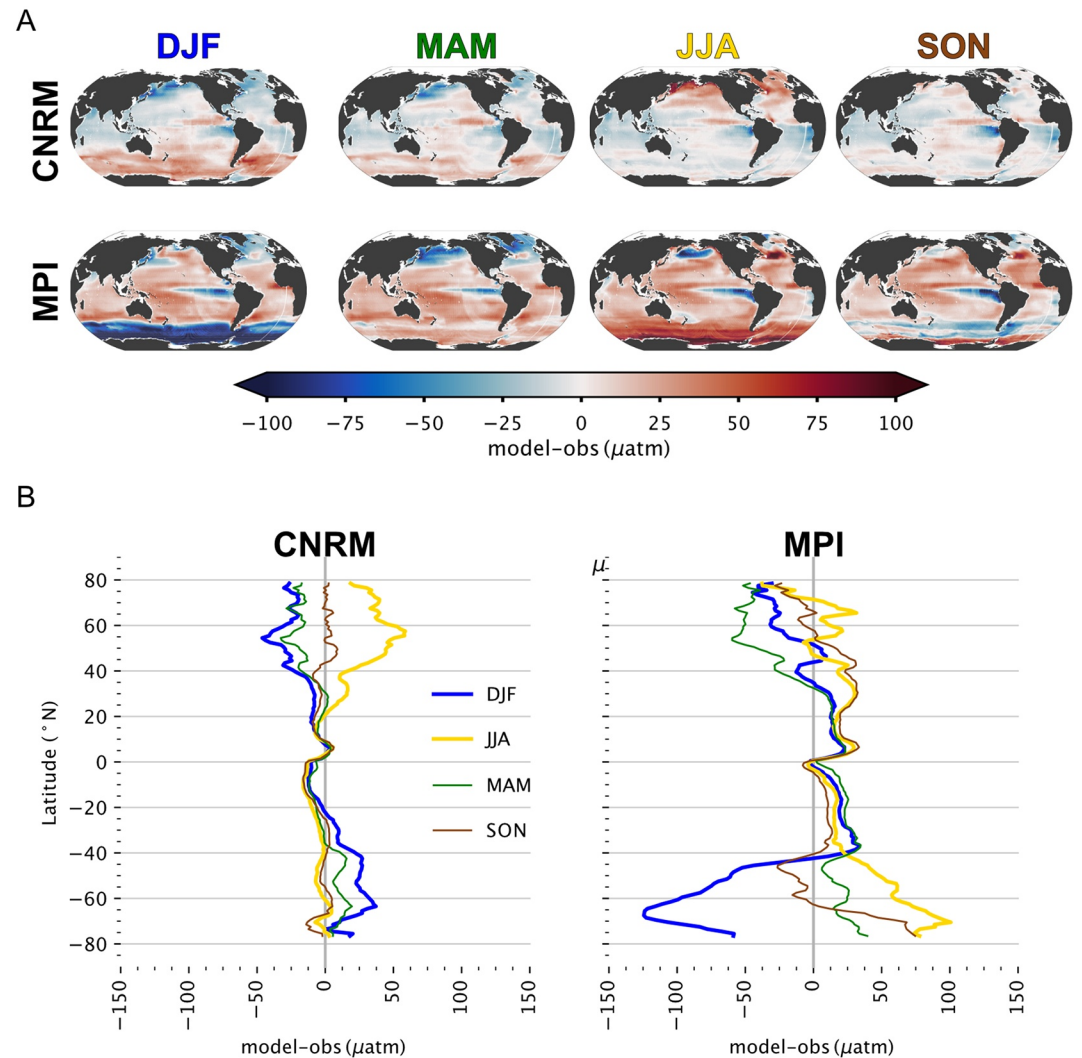 A
DJF MAM JJA SON
CNRM
MPI
−100 −75 −50 −25 0 25 50 75 100
model−obs (μatm)
B
CNRM MPI
μ
80
60
40
20
0
−20
−40
−60
−80
Latitude (°N)
DJF
JJA
MAM
SON
−150 −100 −50 0 50 100 150
−150 −100 −50 0 50 100 150
model−obs (μatm) model−obs (μatm)